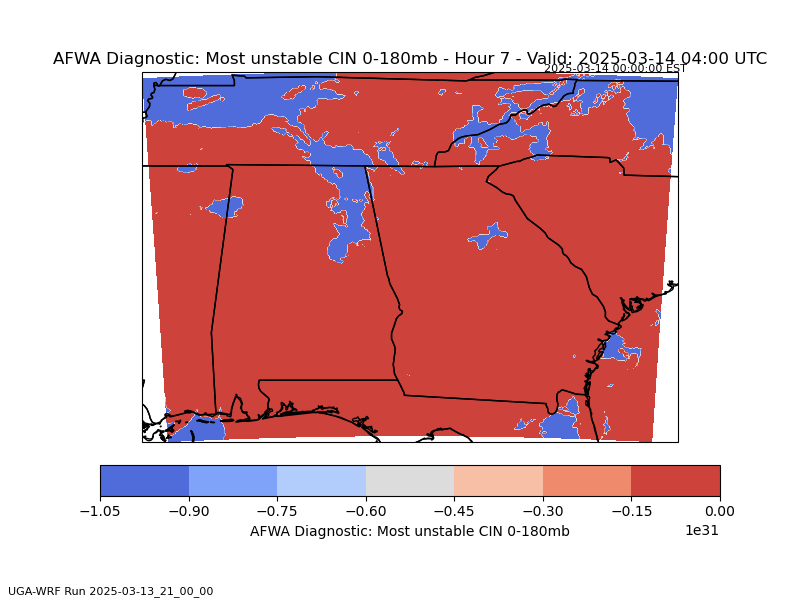 AFWA Diagnostic: Most unstable CIN 0-180mb - Hour 7 - Valid: 2025-03-14 04:00 UTC
2025-03-14 00:00:00 EST
−1.05 −0.90 −0.75 −0.60 −0.45 −0.30 −0.15 0.00
AFWA Diagnostic: Most unstable CIN 0-180mb
1e31
UGA-WRF Run 2025-03-13_21_00_00